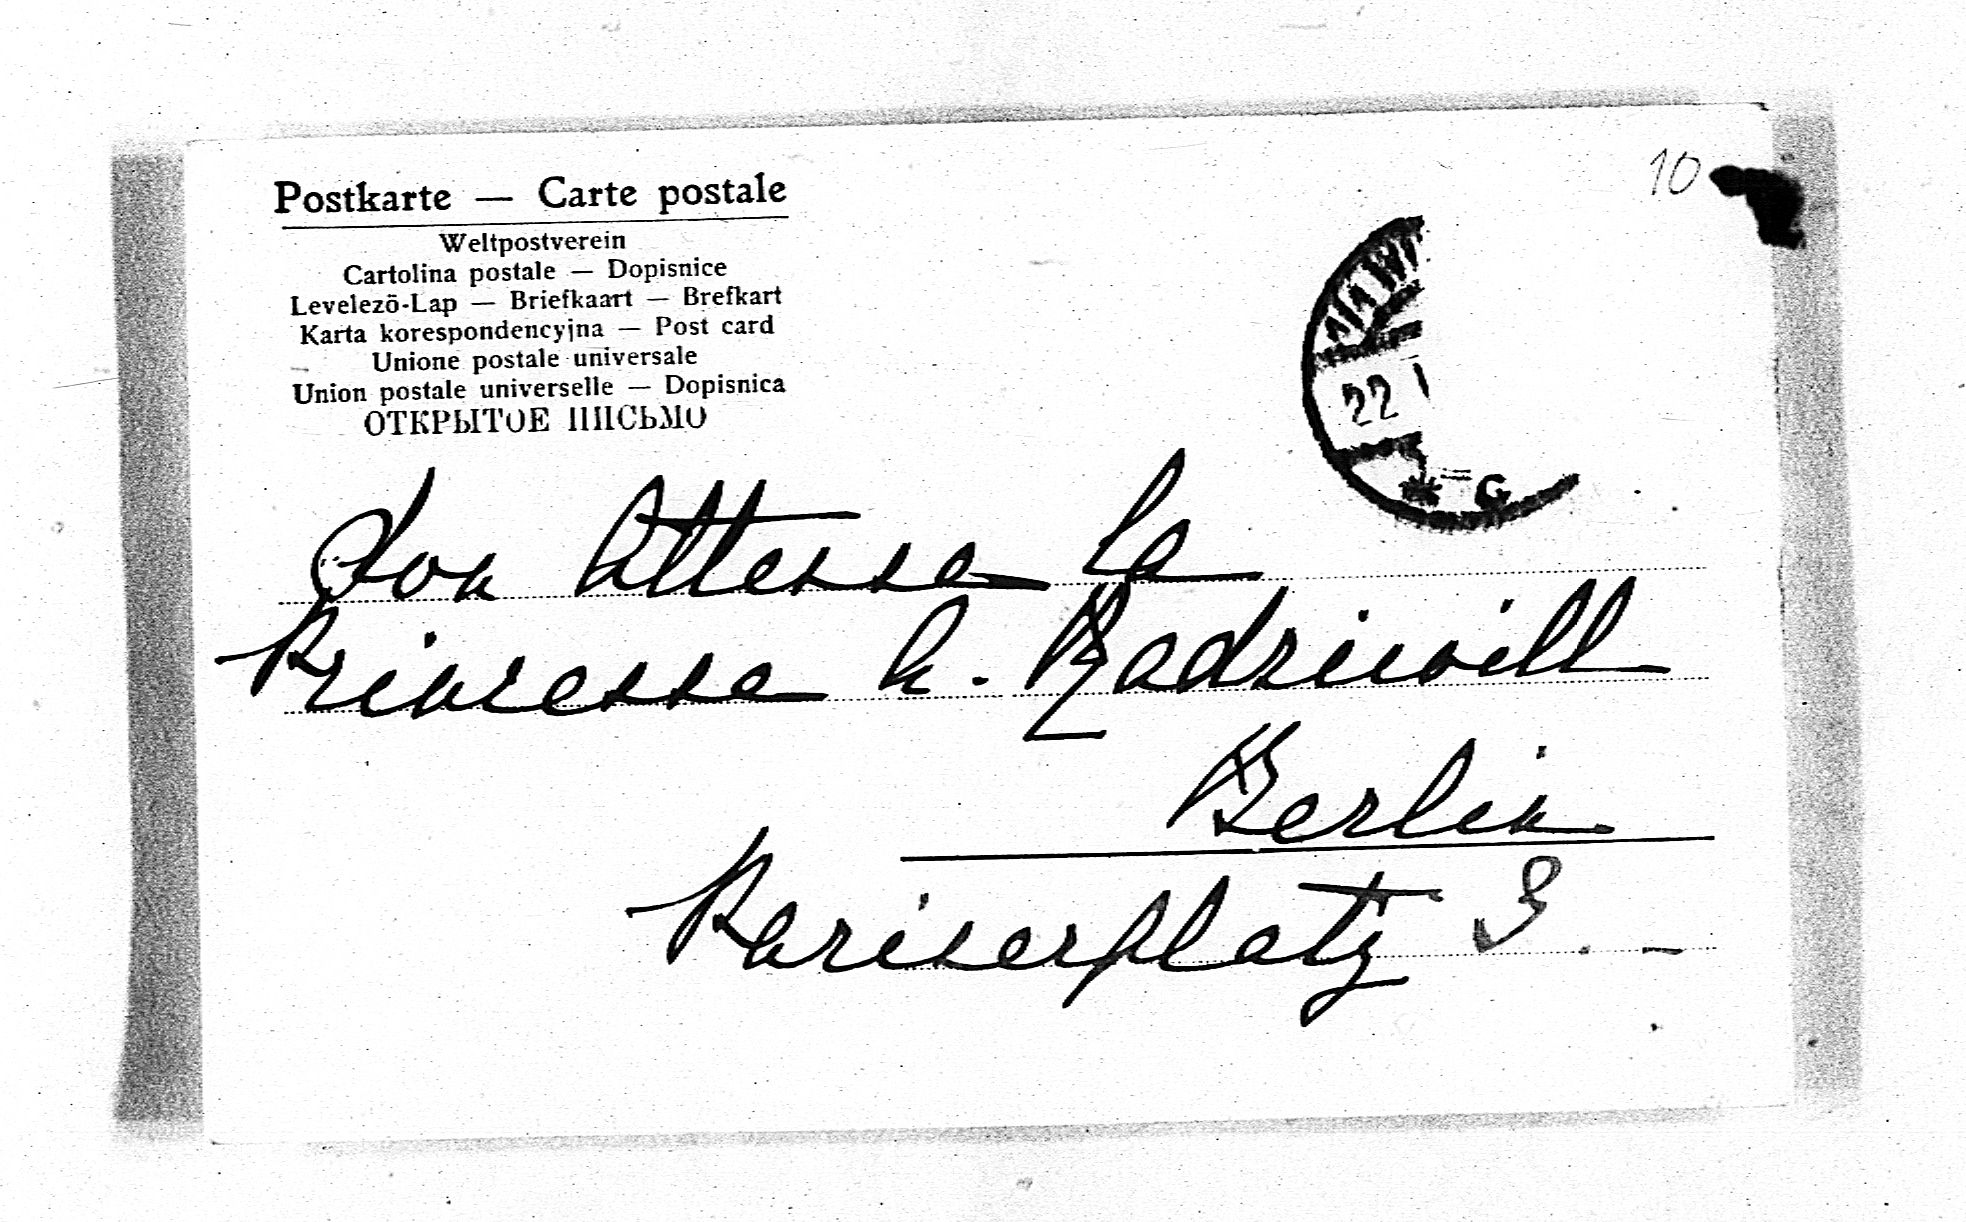 10
Postkarte — Carte postale
Weltpostverein
Cartolina postale — Dopisnice
Levelező-Lap — Briefkaart — Brefkart
Karta korespondencyjna — Post card
Unione postale universale
Union postale universelle — Dopisnica
ОТКРЫТОЕ ПИСЬМО
22
Son Altesse la
Princesse A. Radziwill
Berlin
Pariserplatz 3. —